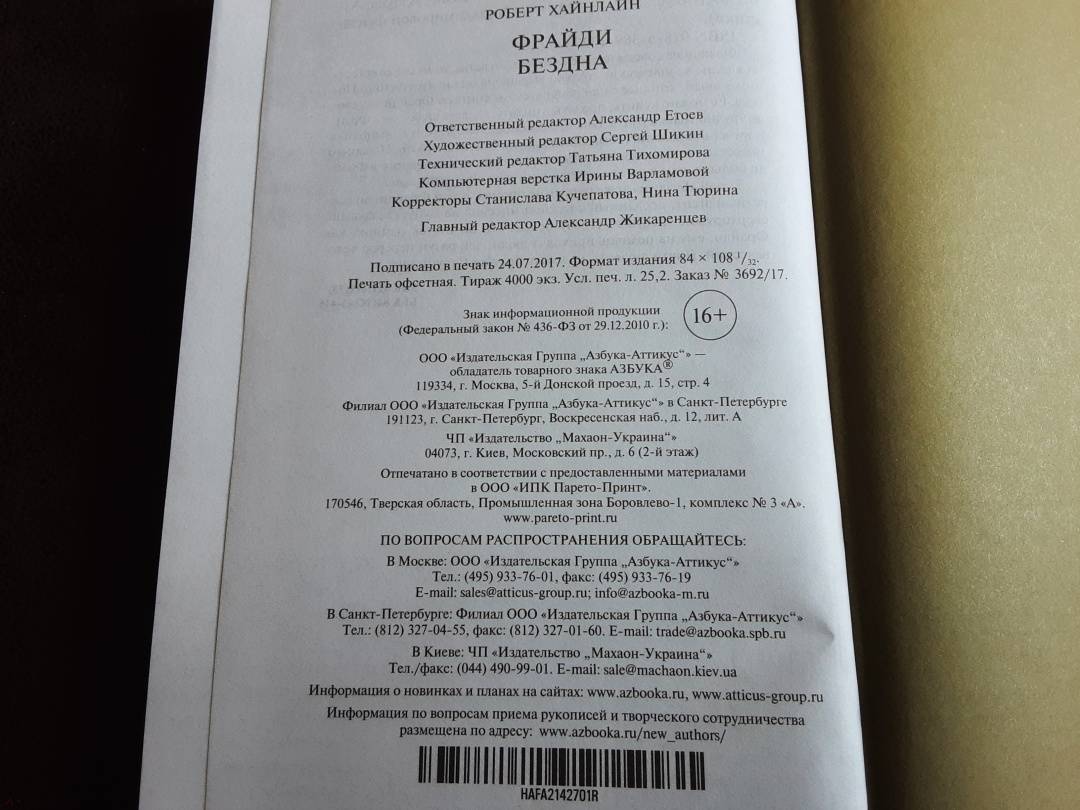 РОБЕРТ ХАЙНЛАЙН
ФРАЙДИ
БЕЗДНА
Ответственный редактор Александр Етоев
Художественный редактор Сергей Шикин
Технический редактор Татьяна Тихомирова
Компьютерная верстка Ирины Варламовой
Корректоры Станислава Кучепатова, Нина Тюрина
Главный редактор Александр Жикаренцев
Подписано в печать 24.07.2017. Формат издания 84 × 108 1/32.
Печать офсетная. Тираж 4000 экз. Усл. печ. л. 25,2. Заказ № 3692/17.
Знак информационной продукции
(Федеральный закон № 436-ФЗ от 29.12.2010 г.):
16+
ООО «Издательская Группа „Азбука-Аттикус“» —
обладатель товарного знака АЗБУКА®
119334, г. Москва, 5-й Донской проезд, д. 15, стр. 4
Филиал ООО «Издательская Группа „Азбука-Аттикус“» в Санкт-Петербурге
191123, г. Санкт-Петербург, Воскресенская наб., д. 12, лит. А
ЧП «Издательство „Махаон-Украина“»
04073, г. Киев, Московский пр., д. 6 (2-й этаж)
Отпечатано в соответствии с предоставленными материалами
в ООО «ИПК Парето-Принт».
170546, Тверская область, Промышленная зона Боровлево-1, комплекс № 3 «А».
www.pareto-print.ru
ПО ВОПРОСАМ РАСПРОСТРАНЕНИЯ ОБРАЩАЙТЕСЬ:
В Москве: ООО «Издательская Группа „Азбука-Аттикус“»
Тел.: (495) 933-76-01, факс: (495) 933-76-19
E-mail: sales@atticus-group.ru; info@azbooka-m.ru
В Санкт-Петербурге: Филиал ООО «Издательская Группа „Азбука-Аттикус“»
Тел.: (812) 327-04-55, факс: (812) 327-01-60. E-mail: trade@azbooka.spb.ru
В Киеве: ЧП «Издательство „Махаон-Украина“»
Тел./факс: (044) 490-99-01. E-mail: sale@machaon.kiev.ua
Информация о новинках и планах на сайтах: www.azbooka.ru, www.atticus-group.ru
Информация по вопросам приема рукописей и творческого сотрудничества
размещена по адресу: www.azbooka.ru/new_authors/
HAFA2142701R